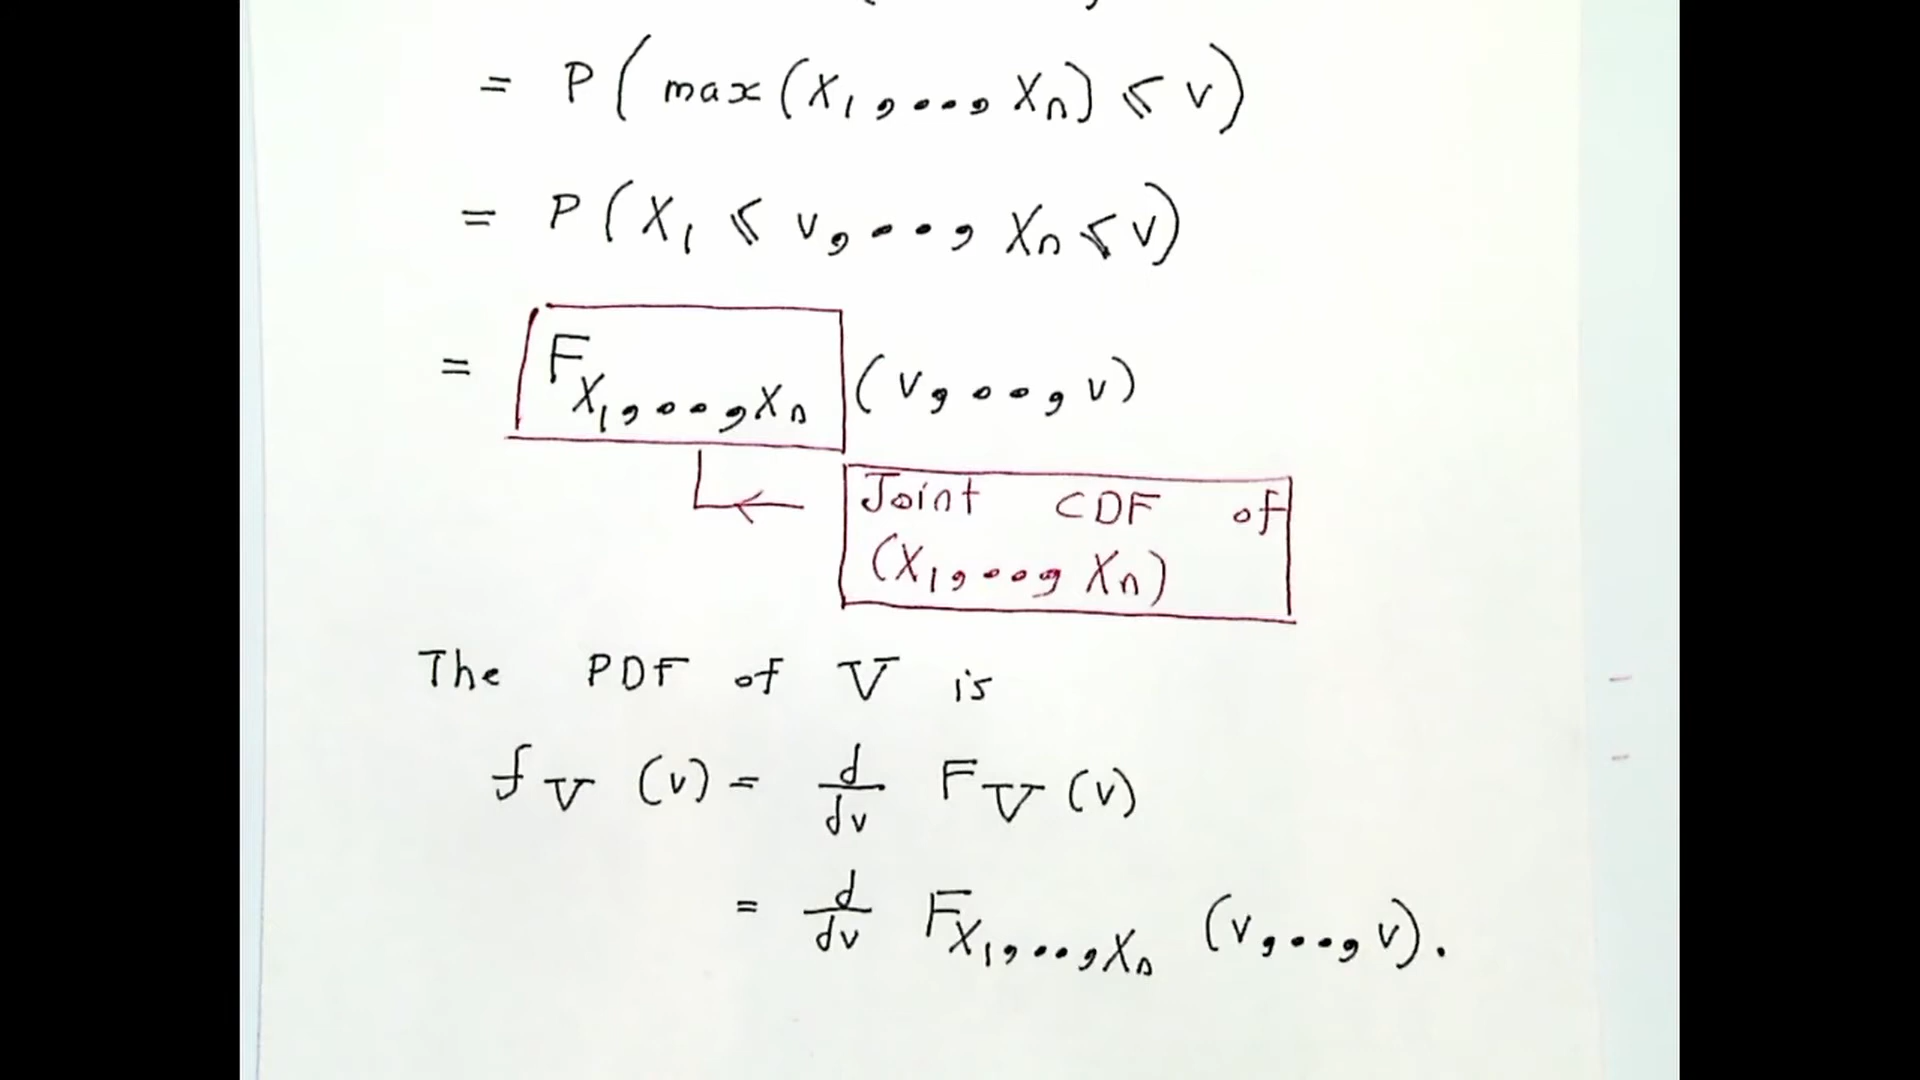 = P(max(X₁,...,Xₙ) ≤ v)
= P(X₁ ≤ v,...,Xₙ ≤ v)
= F_{X₁,...,Xₙ}(v,...,v)
Joint CDF of
(X₁,...,Xₙ)
The PDF of V is
f_V(v) = d/dv F_V(v)
= d/dv F_{X₁,...,Xₙ}(v,...,v).